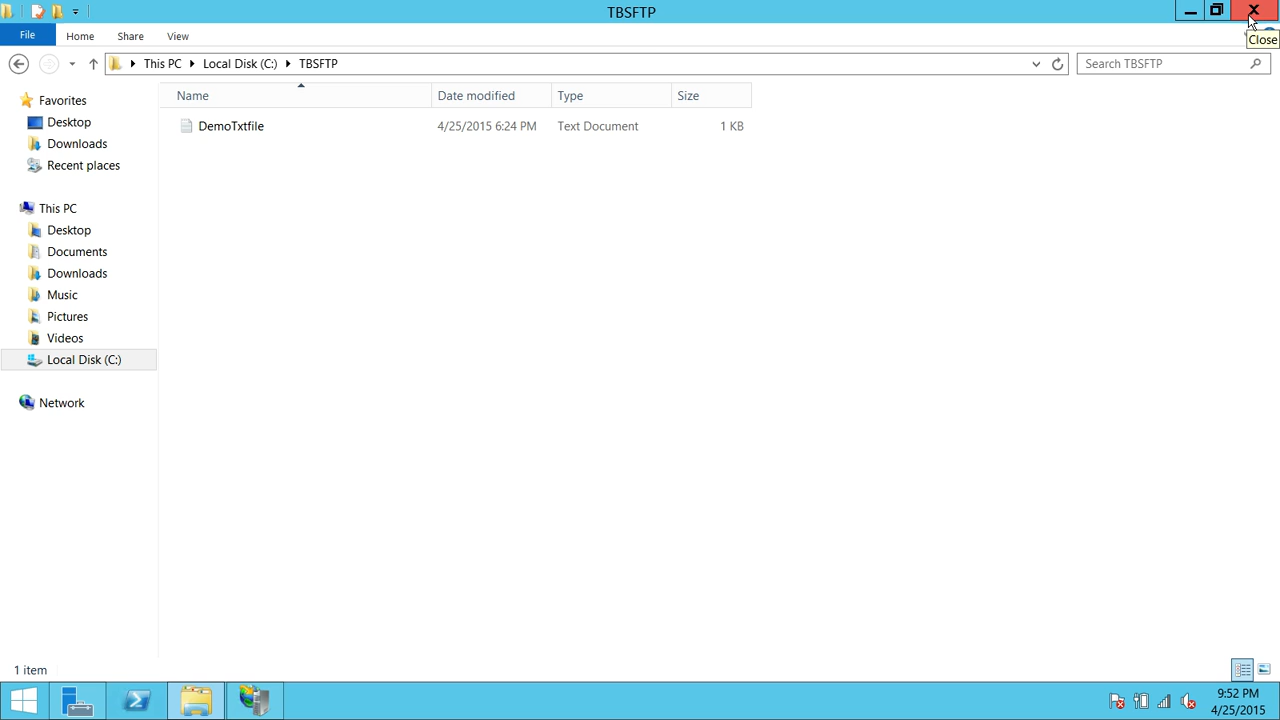 TBSFTP
Close
File Home Share View
This PC Local Disk (C:) TBSFTP
Search TBSFTP
Name Date modified Type Size
DemoTxtfile 4/25/2015 6:24 PM Text Document 1 KB
Favorites
Desktop
Downloads
Recent places
This PC
Desktop
Documents
Downloads
Music
Pictures
Videos
Local Disk (C:)
Network
1 item
9:52 PM
4/25/2015